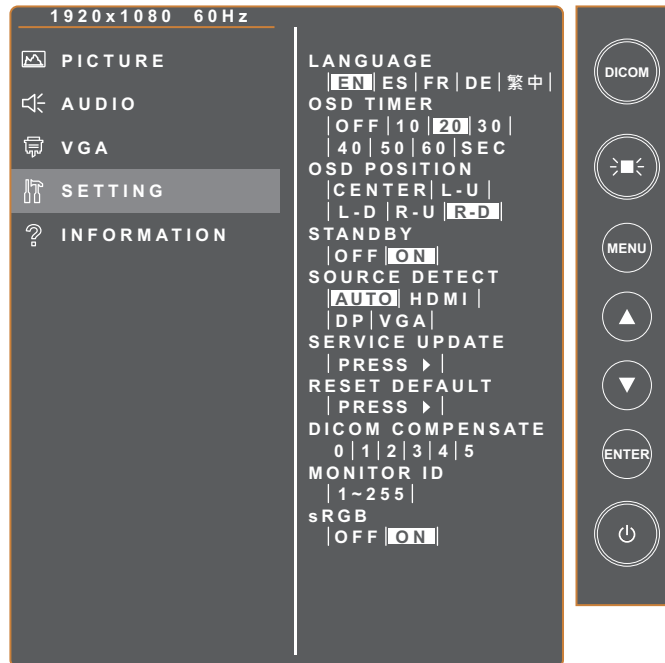 1920x1080 60Hz
PICTURE
AUDIO
VGA
SETTING
INFORMATION
LANGUAGE
|EN|ES|FR|DE|繁中|
OSD TIMER
|OFF|10|20|30|
|40|50|60|SEC
OSD POSITION
|CENTER|L-U|
|L-D|R-U|R-D|
STANDBY
|OFF|ON|
SOURCE DETECT
|AUTO|HDMI|
|DP|VGA|
SERVICE UPDATE
|PRESS ▶|
RESET DEFAULT
|PRESS ▶|
DICOM COMPENSATE
0|1|2|3|4|5
MONITOR ID
|1~255|
sRGB
|OFF|ON|
DICOM
MENU
ENTER